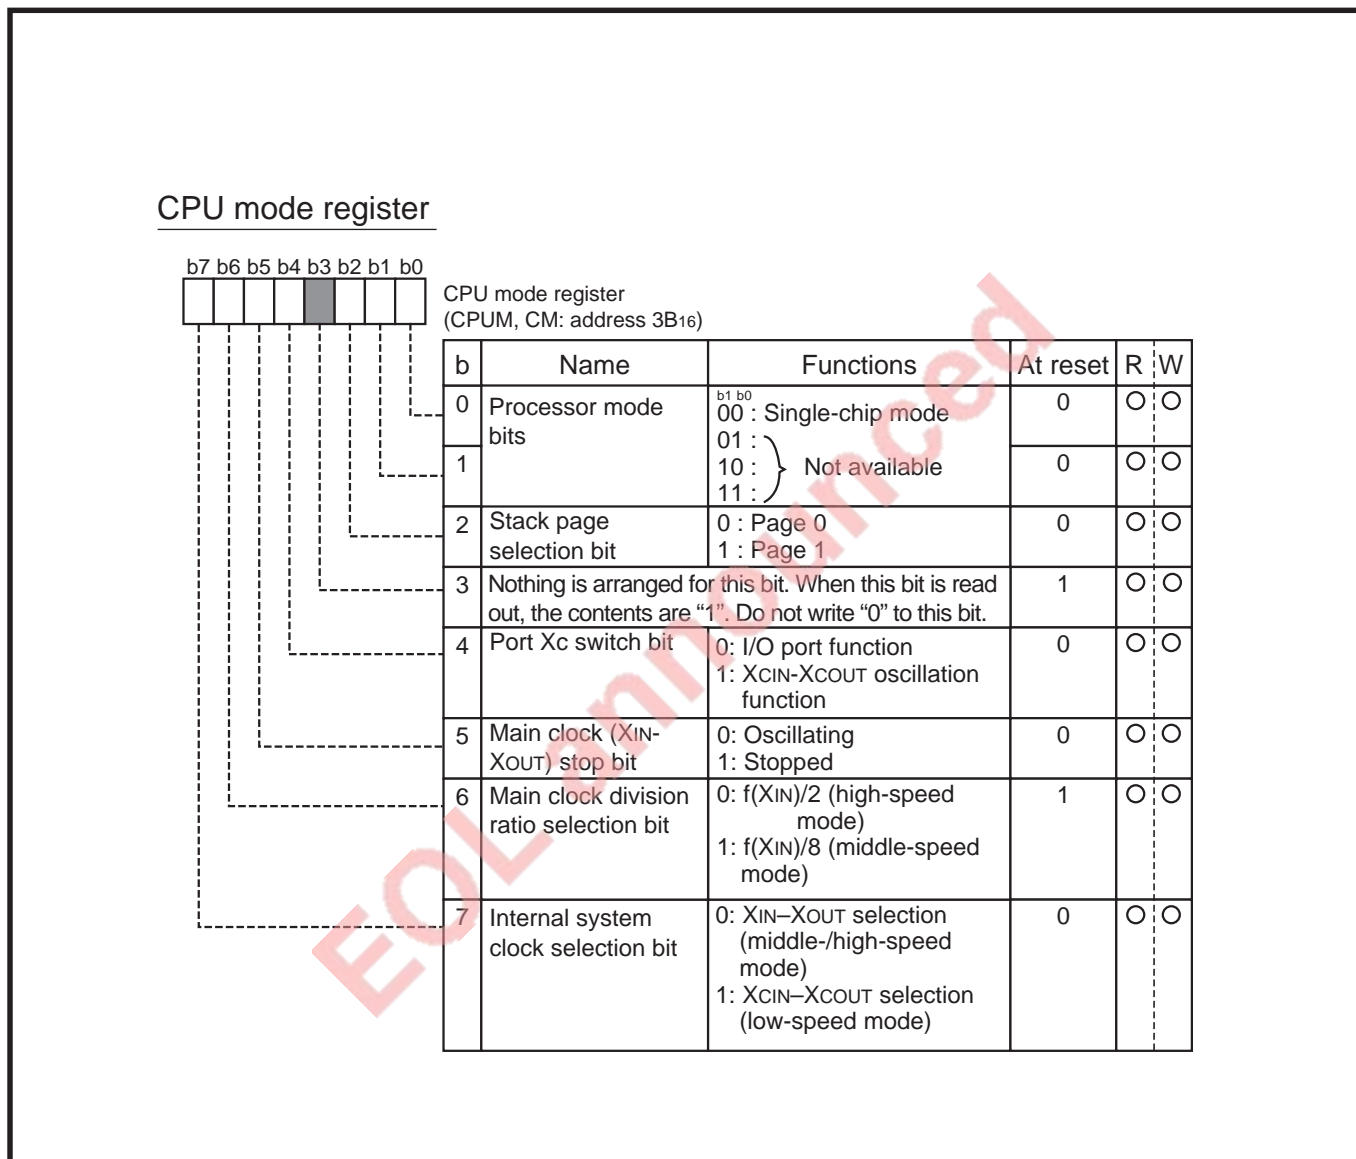 CPU mode register
b7 b6 b5 b4 b3 b2 b1 b0
CPU mode register
(CPUM, CM: address 3B16)
b Name Functions At reset R W
0 Processor mode bits
b1 b0
00 : Single-chip mode
01 :
10 : Not available
11 :
0 O O
1 0 O O
2 Stack page selection bit
0 : Page 0
1 : Page 1
0 O O
3 Nothing is arranged for this bit. When this bit is read
out, the contents are “1”. Do not write “0” to this bit.
1 O O
4 Port Xc switch bit
0: I/O port function
1: XCIN-XCOUT oscillation
function
0 O O
5 Main clock (XIN-
XOUT) stop bit
0: Oscillating
1: Stopped
0 O O
6 Main clock division
ratio selection bit
0: f(XIN)/2 (high-speed
mode)
1: f(XIN)/8 (middle-speed
mode)
1 O O
7 Internal system
clock selection bit
0: XIN–XOUT selection
(middle-/high-speed
mode)
1: XCIN–XCOUT selection
(low-speed mode)
0 O O
EOL announced